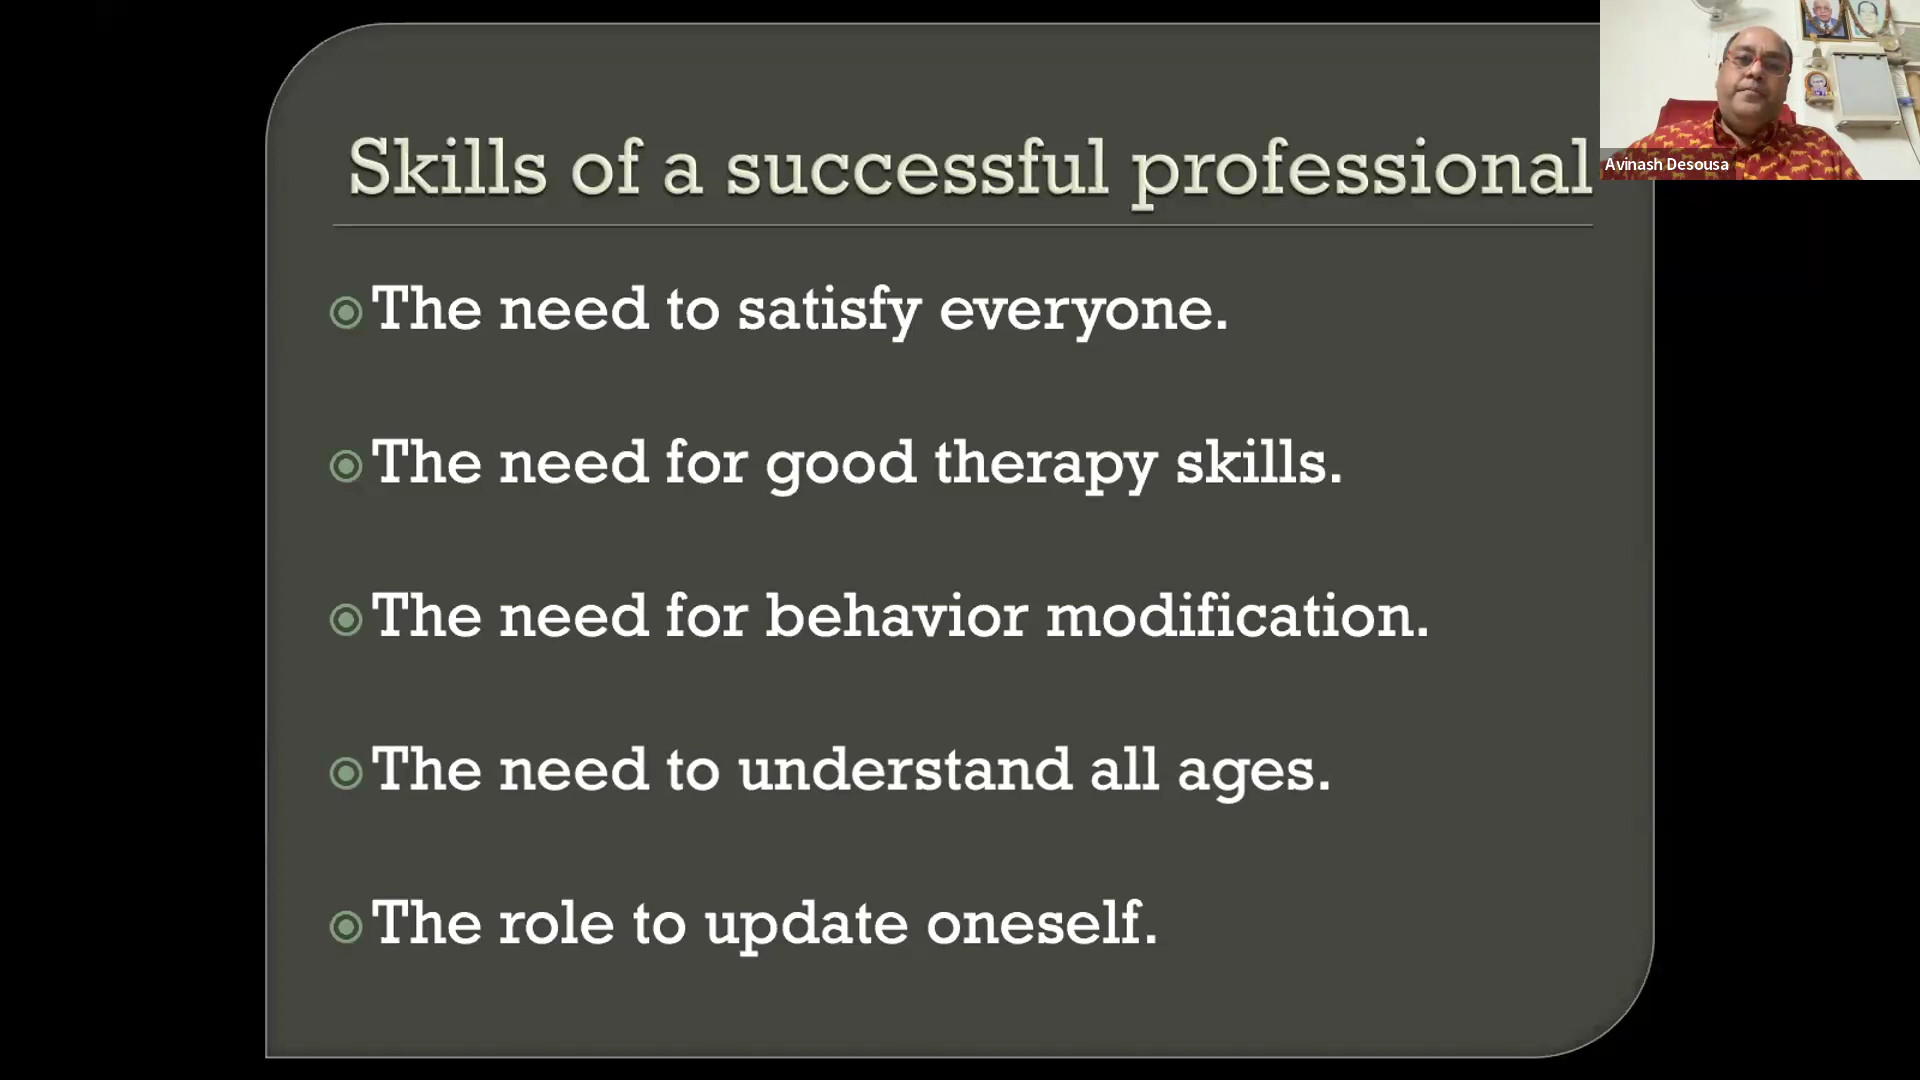 Skills of a successful professional
Avinash Desousa
The need to satisfy everyone.
The need for good therapy skills.
The need for behavior modification.
The need to understand all ages.
The role to update oneself.